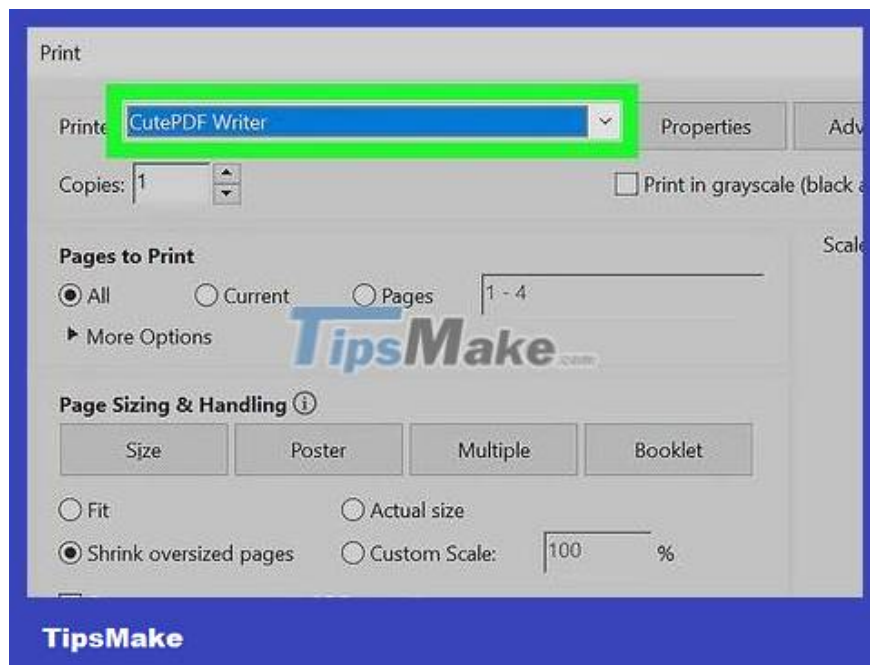 Print
Printe CutePDF Writer Properties Adv
Copies: 1 Print in grayscale (black a
Pages to Print Scale
All Current Pages 1 - 4
More Options
TipsMake.com
Page Sizing & Handling
Size Poster Multiple Booklet
Fit Actual size
Shrink oversized pages Custom Scale: 100 %
TipsMake